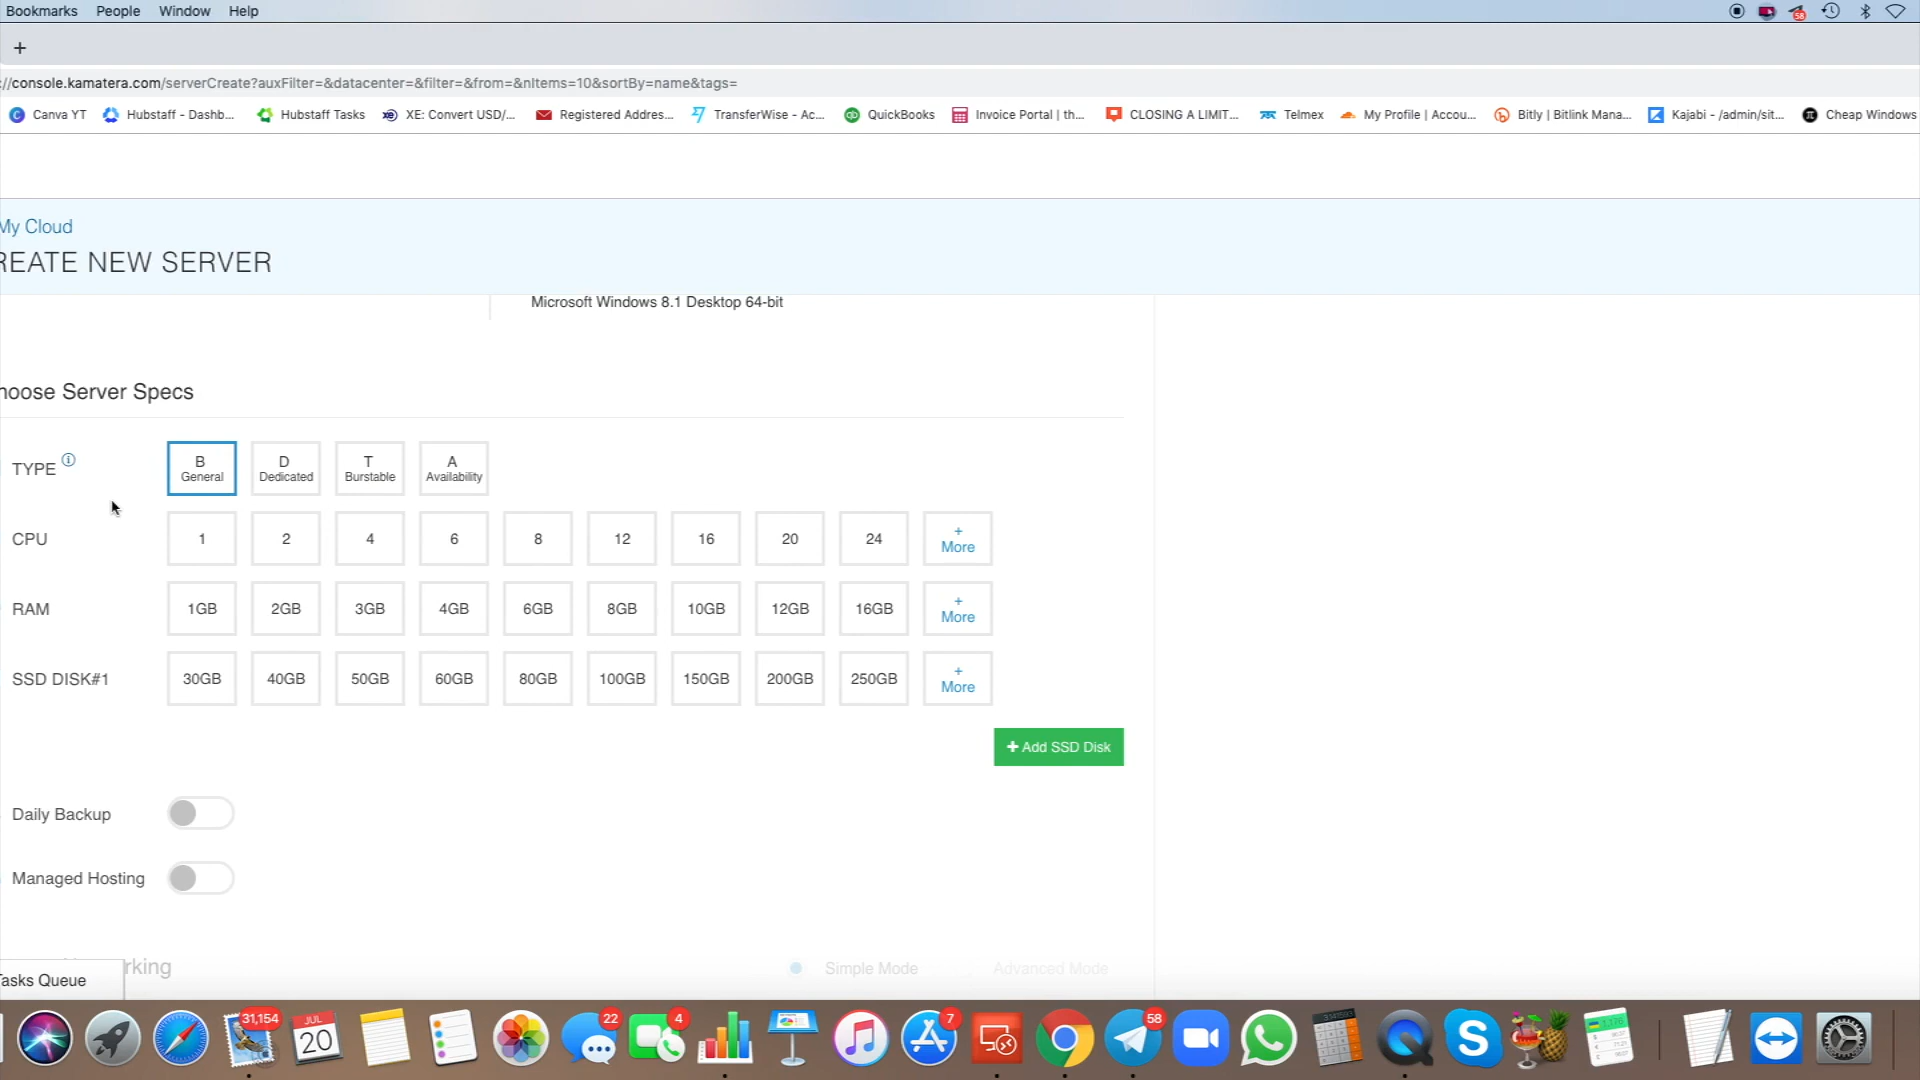 Bookmarks People Window Help
58
+
://console.kamatera.com/serverCreate?auxFilter=&datacenter=&filter=&from=&nItems=10&sortBy=name&tags=
Canva YT Hubstaff - Dashb... Hubstaff Tasks XE: Convert USD/... Registered Addres... TransferWise - Ac... QuickBooks Invoice Portal | th... CLOSING A LIMIT... Telmex My Profile | Accou... Bitly | Bitlink Mana... Kajabi - /admin/sit... Cheap Windows
My Cloud
REATE NEW SERVER
Microsoft Windows 8.1 Desktop 64-bit
hoose Server Specs
TYPE
B General
D Dedicated
T Burstable
A Availability
CPU 1 2 4 6 8 12 16 20 24 + More
RAM 1GB 2GB 3GB 4GB 6GB 8GB 10GB 12GB 16GB + More
SSD DISK#1 30GB 40GB 50GB 60GB 80GB 100GB 150GB 200GB 250GB + More
+ Add SSD Disk
Daily Backup
Managed Hosting
rking Simple Mode Advanced Mode
Tasks Queue
31,154 JUL 20 22 4 7 58